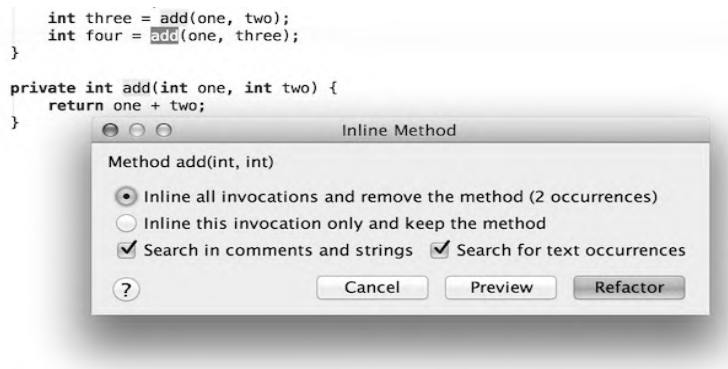 int three = add(one, two);
int four = add(one, three);
}
private int add(int one, int two) {
return one + two;
}
Inline Method
Method add(int, int)
Inline all invocations and remove the method (2 occurrences)
Inline this invocation only and keep the method
Search in comments and strings Search for text occurrences
? Cancel Preview Refactor